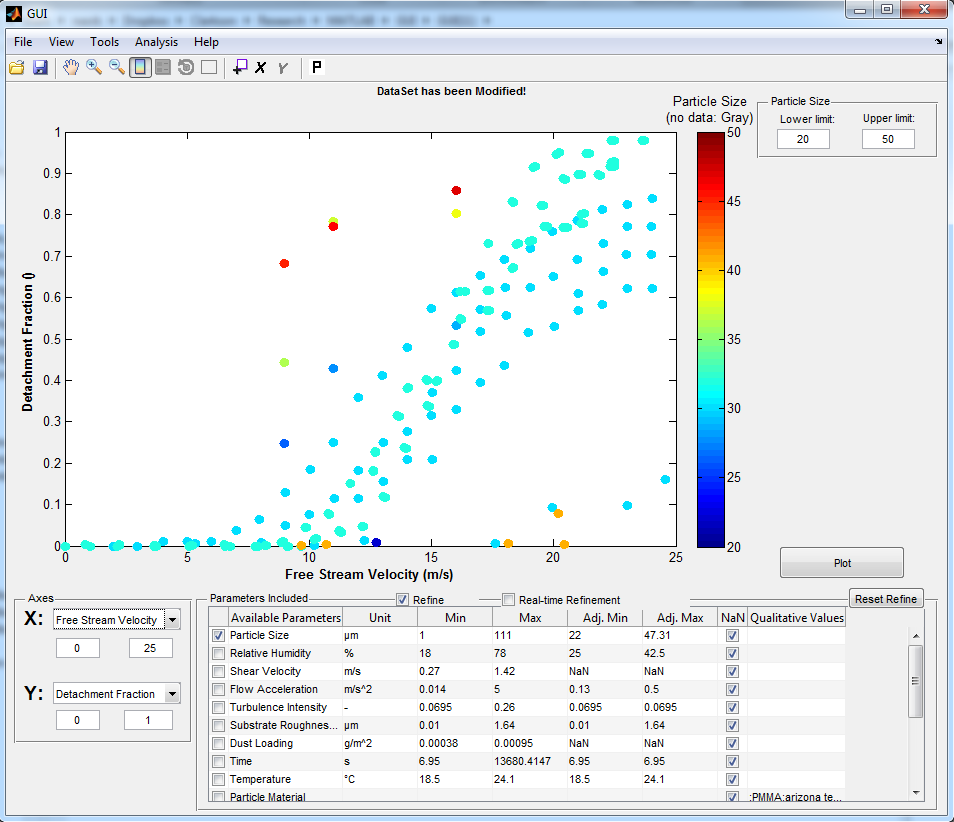 GUI
File View Tools Analysis Help
X Y P
DataSet has been Modified!
Particle Size
(no data: Gray)
Particle Size
Lower limit: Upper limit:
20 50
1
0.9
0.8
0.7
0.6
0.5
0.4
0.3
0.2
0.1
0
Detachment Fraction ()
0 5 10 15 20 25
Free Stream Velocity (m/s)
50
45
40
35
30
25
20
Plot
Axes
X: Free Stream Velocity
0 25
Y: Detachment Fraction
0 1
Parameters Included Refine Real-time Refinement Reset Refine
Available Parameters Unit Min Max Adj. Min Adj. Max NaN Qualitative Values
Particle Size µm 1 111 22 47.31
Relative Humidity % 18 78 25 42.5
Shear Velocity m/s 0.27 1.42 NaN NaN
Flow Acceleration m/s^2 0.014 5 0.13 0.5
Turbulence Intensity - 0.0695 0.26 0.0695 0.0695
Substrate Roughnes... µm 0.01 1.64 0.01 1.64
Dust Loading g/m^2 0.00038 0.00095 NaN NaN
Time s 6.95 13680.4147 6.95 6.95
Temperature °C 18.5 24.1 18.5 24.1
Particle Material :PMMA:arizona te...